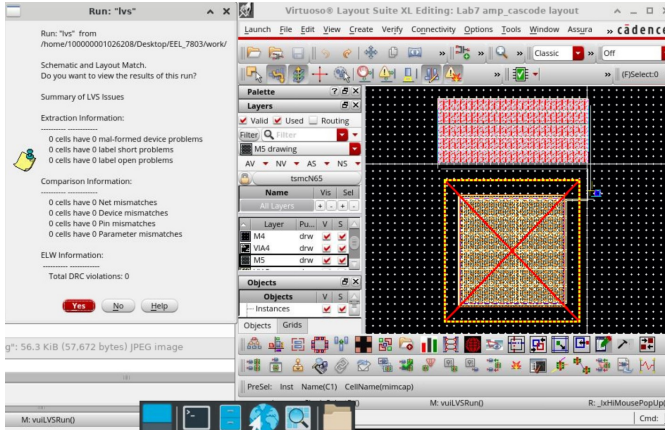 Run: "lvs"
Run: "lvs" from
/home/100000001026208/Desktop/EEL_7803/work/
Schematic and Layout Match.
Do you want to view the results of this run?
Summary of LVS Issues
Extraction Information:
0 cells have 0 mal-formed device problems
0 cells have 0 label short problems
0 cells have 0 label open problems
Comparison Information:
0 cells have 0 Net mismatches
0 cells have 0 Device mismatches
0 cells have 0 Pin mismatches
0 cells have 0 Parameter mismatches
ELW Information:
Total DRC violations: 0
Yes No Help
g": 56.3 KiB (57,672 bytes) JPEG image
M: vuiLVSRun()
Virtuoso® Layout Suite XL Editing: Lab7 amp_cascode layout
Launch File Edit View Create Verify Connectivity Options Tools Window Assura » cādence
» » Classic » Off
» » (F)Select:0
Palette
Layers
Valid Used Routing
Filter Filter
M5 drawing
AV NV AS NS
tsmcN65
Name Vis Sel
All Layers
Layer Pu... V S
M4 drw
VIA4 drw
M5 drw
Objects
Objects V S
Instances
Objects Grids
PreSel: Inst Name(C1) CellName(mimcap)
M: vuiLVSRun()
R: _lxHiMousePopUp(
Cmd: